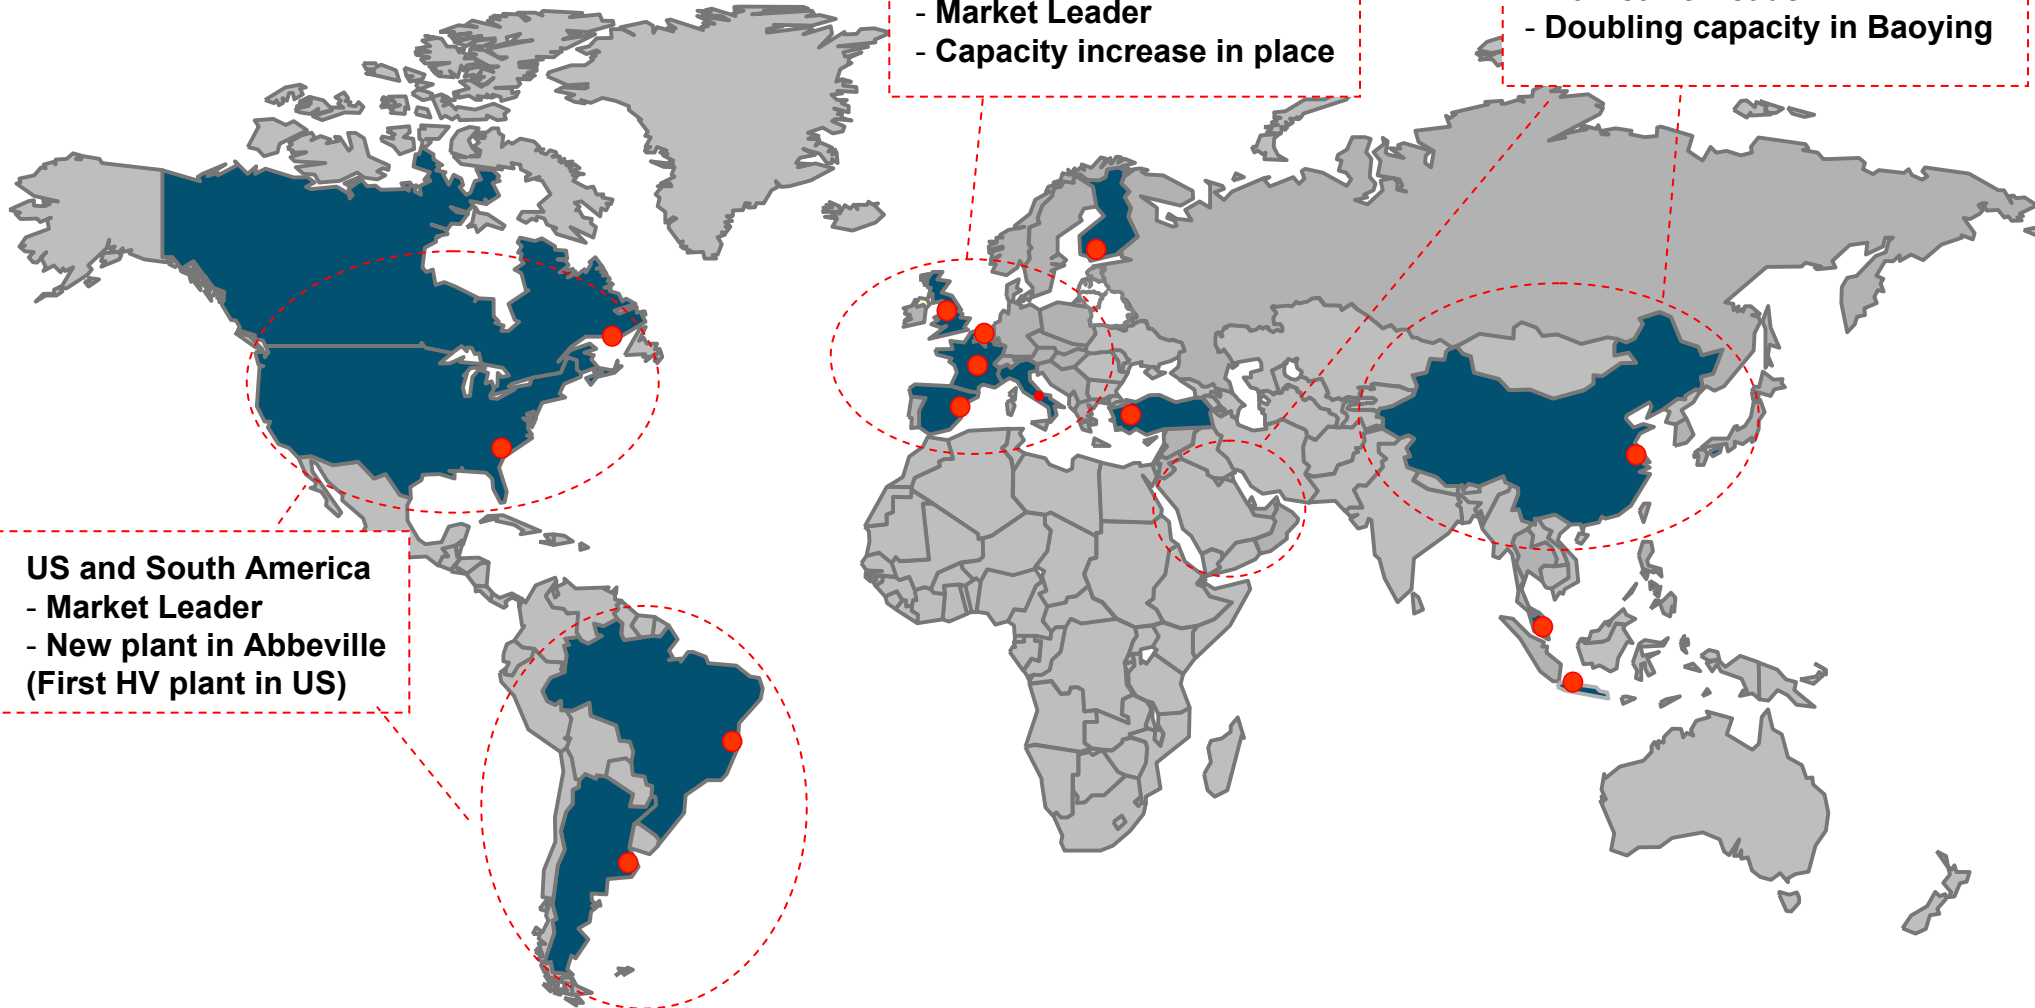 - Market Leader
- Capacity increase in place
- Doubling capacity in Baoying
US and South America
- Market Leader
- New plant in Abbeville
(First HV plant in US)